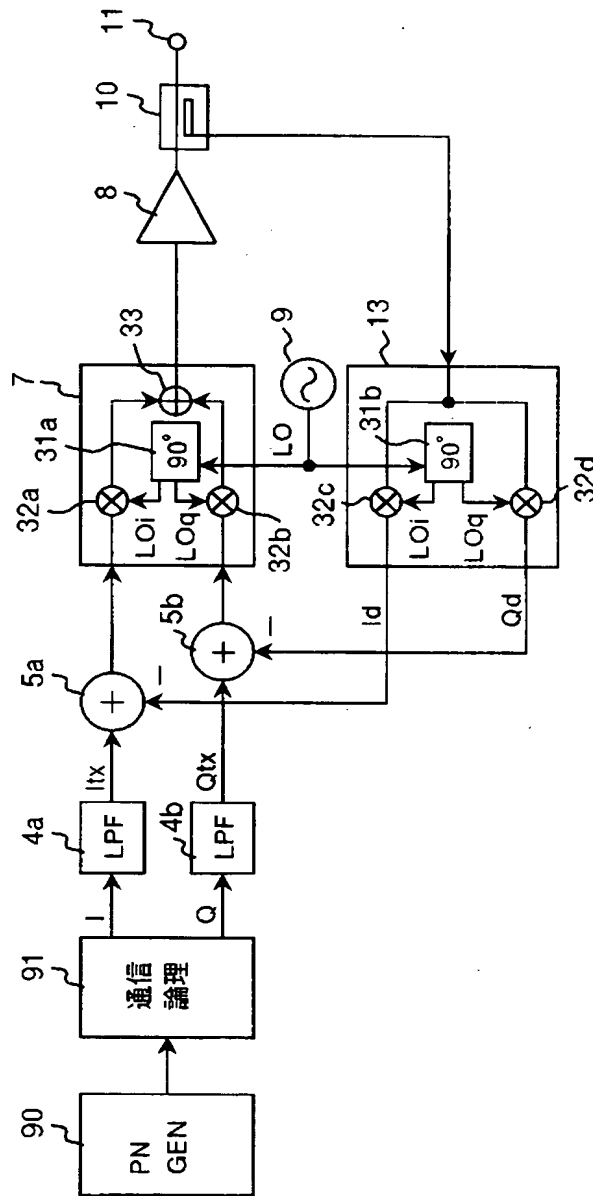 90
PN
GEN
91
通信
論理
I
Q
4a
LPF
4b
LPF
Itx
Qtx
5a
+
−
5b
+
−
7
32a
31a
90°
33
LOi
LOq
32b
8
10
11
9
LO
13
32c
31b
90°
LOi
LOq
32d
Id
Qd